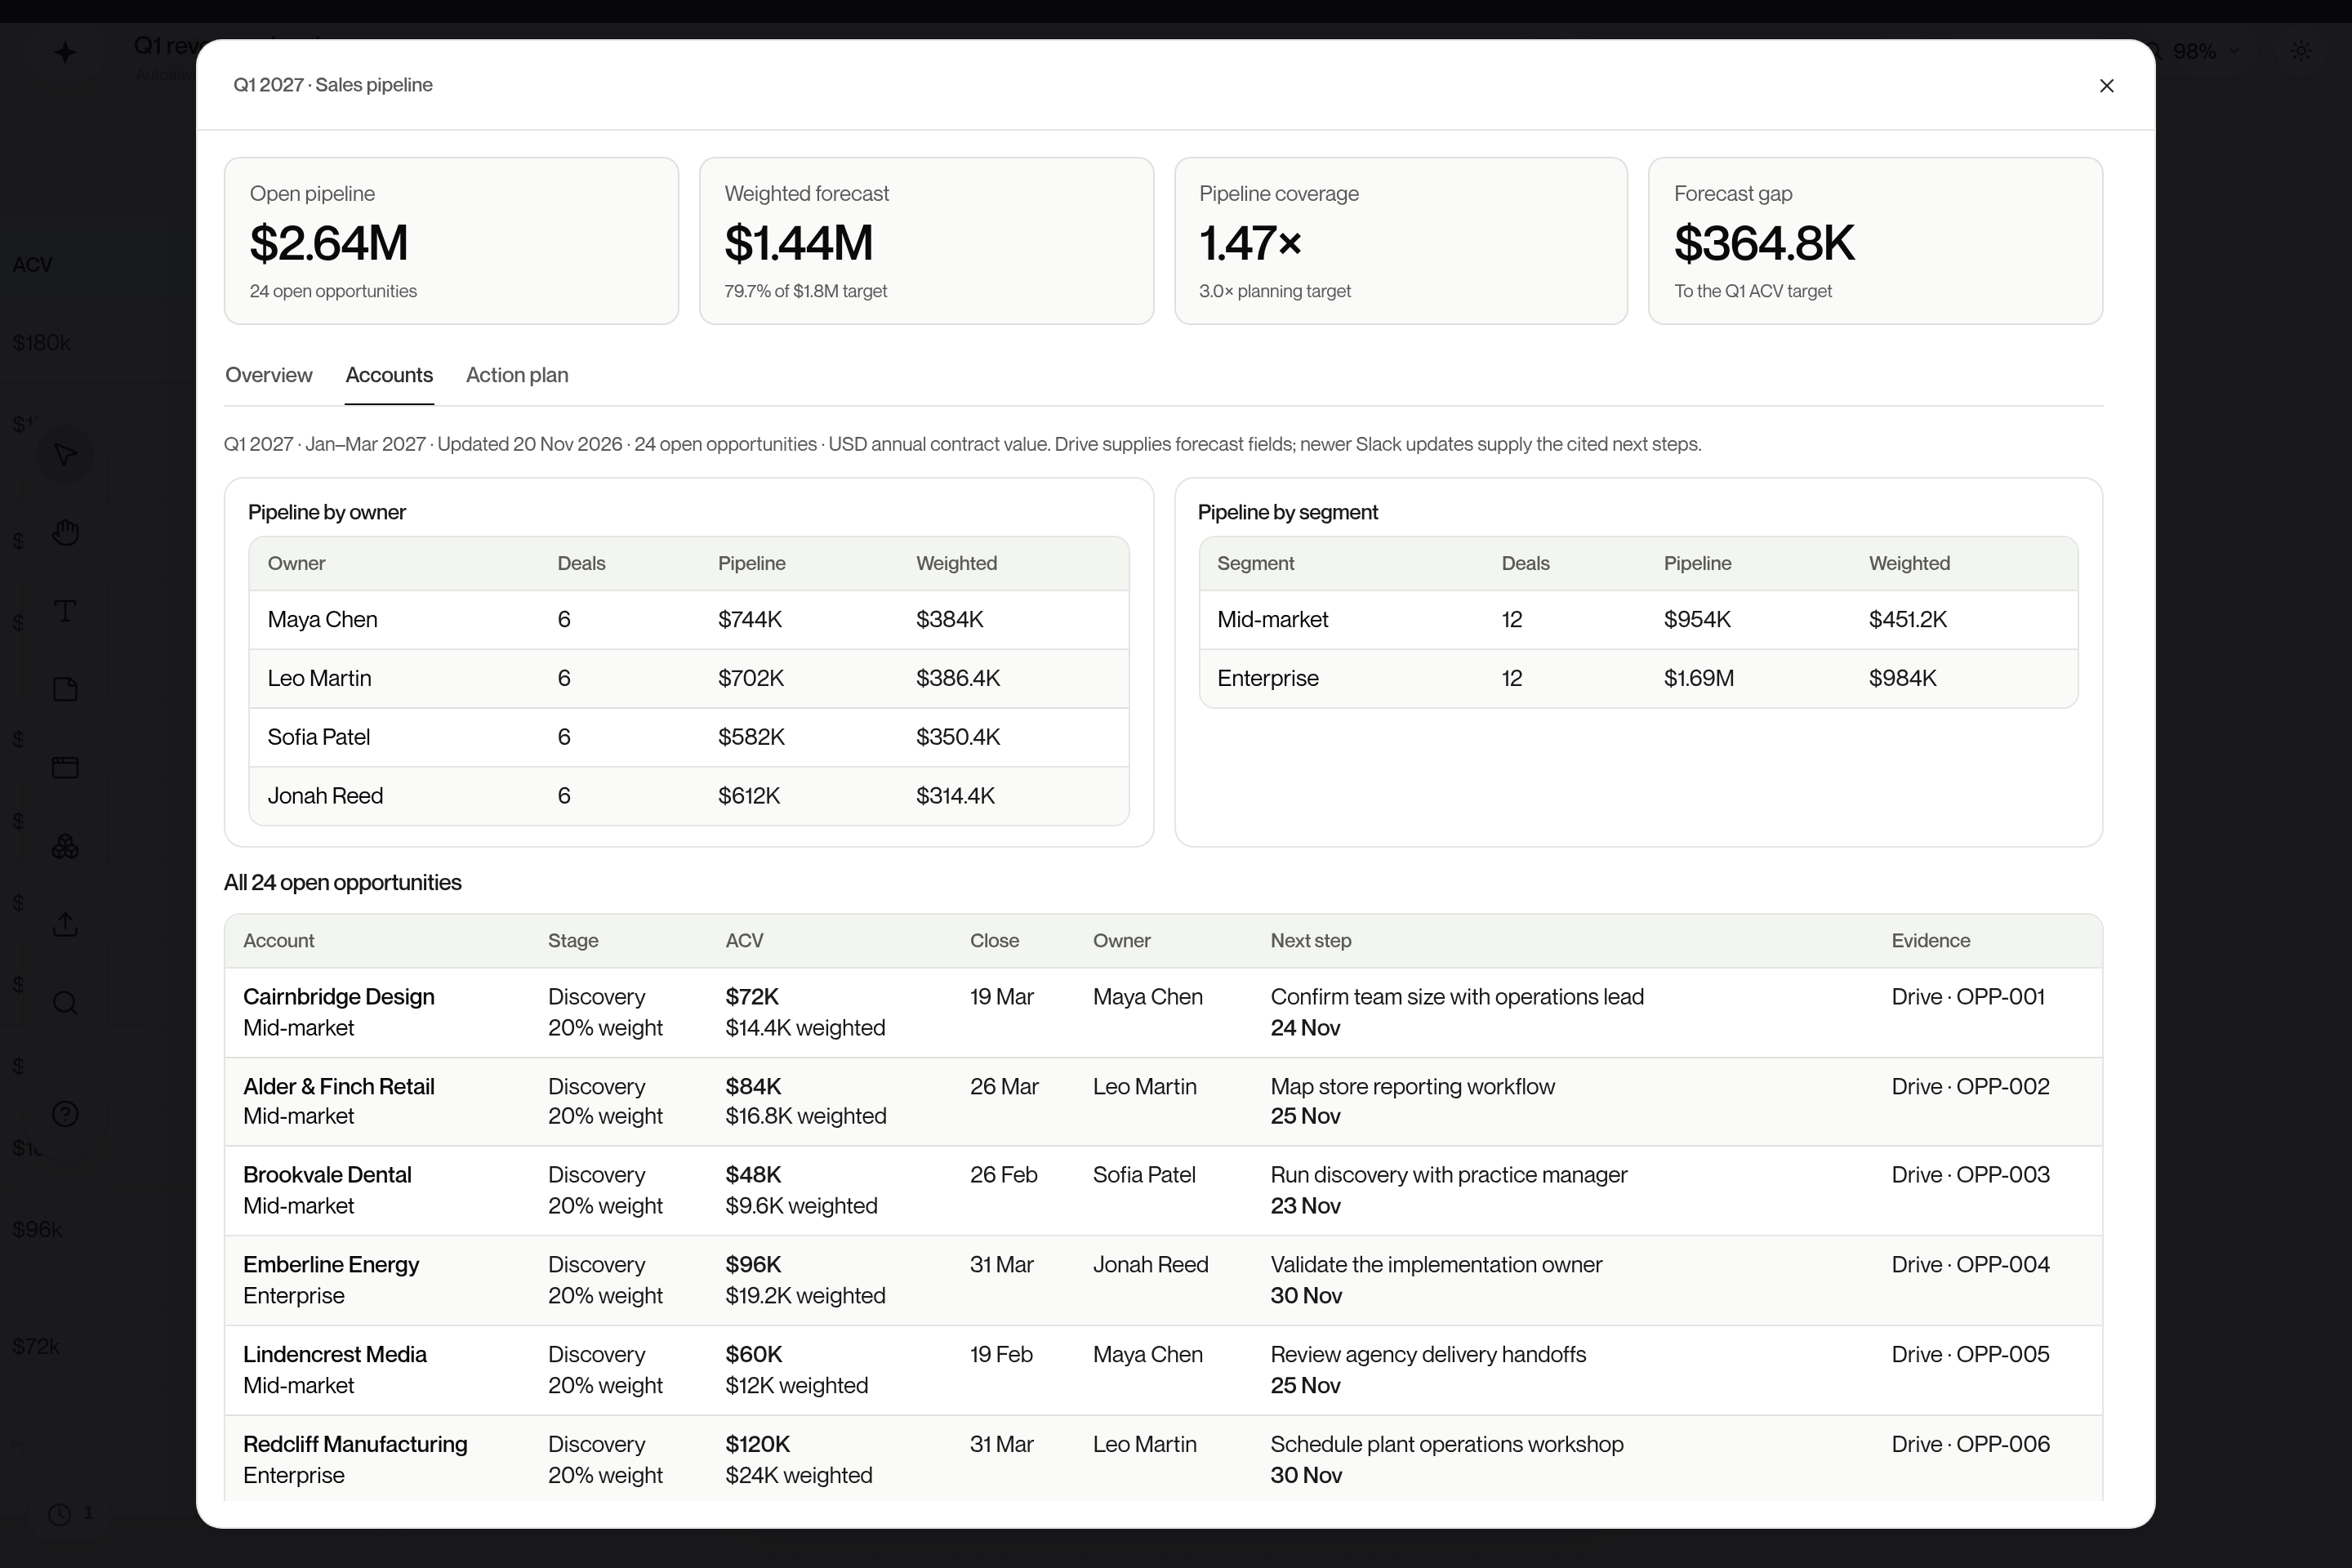 Q1 2027 · Sales pipeline
98%
Open pipeline
$2.64M
24 open opportunities
Weighted forecast
$1.44M
79.7% of $1.8M target
Pipeline coverage
1.47×
3.0× planning target
Forecast gap
$364.8K
To the Q1 ACV target
Overview Accounts Action plan
Q1 2027 · Jan–Mar 2027 · Updated 20 Nov 2026 · 24 open opportunities · USD annual contract value. Drive supplies forecast fields; newer Slack updates supply the cited next steps.
Pipeline by owner
Owner Deals Pipeline Weighted
Maya Chen 6 $744K $384K
Leo Martin 6 $702K $386.4K
Sofia Patel 6 $582K $350.4K
Jonah Reed 6 $612K $314.4K
Pipeline by segment
Segment Deals Pipeline Weighted
Mid-market 12 $954K $451.2K
Enterprise 12 $1.69M $984K
All 24 open opportunities
Account Stage ACV Close Owner Next step Evidence
Cairnbridge Design Discovery $72K 19 Mar Maya Chen Confirm team size with operations lead Drive · OPP-001
Mid-market 20% weight $14.4K weighted 24 Nov
Alder & Finch Retail Discovery $84K 26 Mar Leo Martin Map store reporting workflow Drive · OPP-002
Mid-market 20% weight $16.8K weighted 25 Nov
Brookvale Dental Discovery $48K 26 Feb Sofia Patel Run discovery with practice manager Drive · OPP-003
Mid-market 20% weight $9.6K weighted 23 Nov
Emberline Energy Discovery $96K 31 Mar Jonah Reed Validate the implementation owner Drive · OPP-004
Enterprise 20% weight $19.2K weighted 30 Nov
Lindencrest Media Discovery $60K 19 Feb Maya Chen Review agency delivery handoffs Drive · OPP-005
Mid-market 20% weight $12K weighted 25 Nov
Redcliff Manufacturing Discovery $120K 31 Mar Leo Martin Schedule plant operations workshop Drive · OPP-006
Enterprise 20% weight $24K weighted 30 Nov
ACV
$180k
$96k
$72k
1